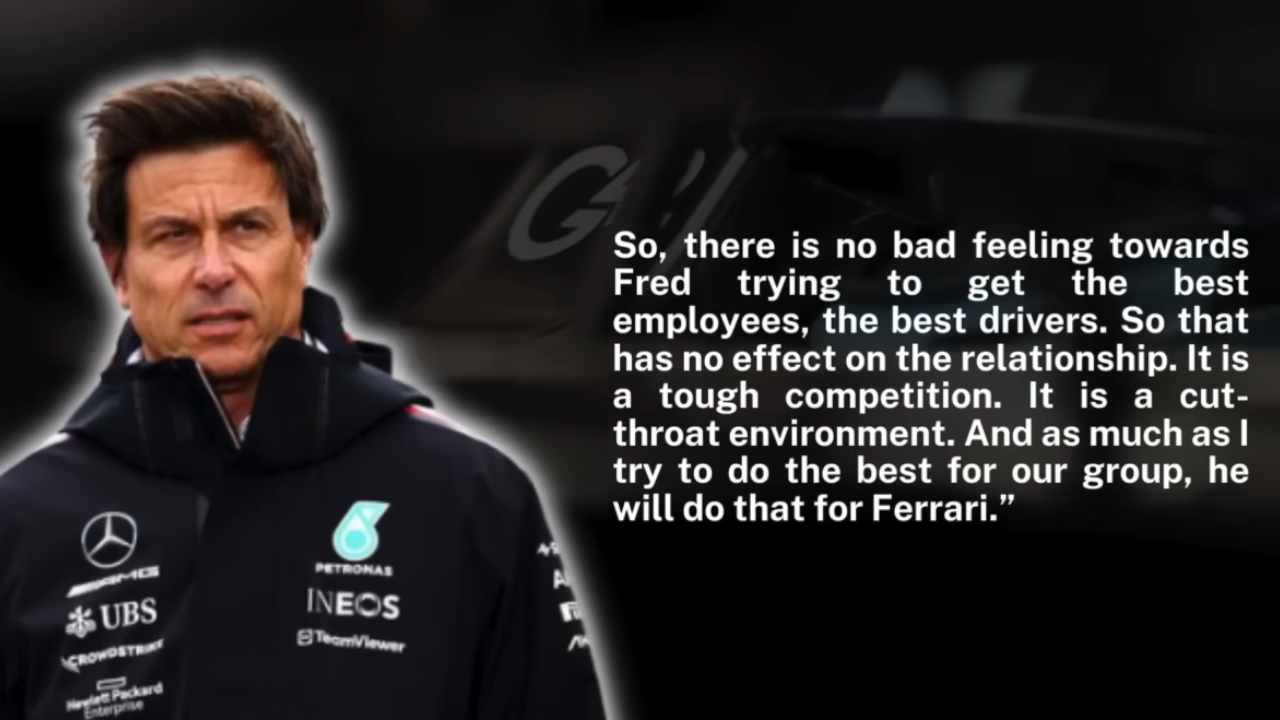 So, there is no bad feeling towards
Fred trying to get the best
employees, the best drivers. So that
has no effect on the relationship. It is
a tough competition. It is a cut-
throat environment. And as much as I
try to do the best for our group, he
will do that for Ferrari.”
AMG
UBS
CROWDSTRIKE
Hewlett Packard
Enterprise
PETRONAS
INEOS
TeamViewer